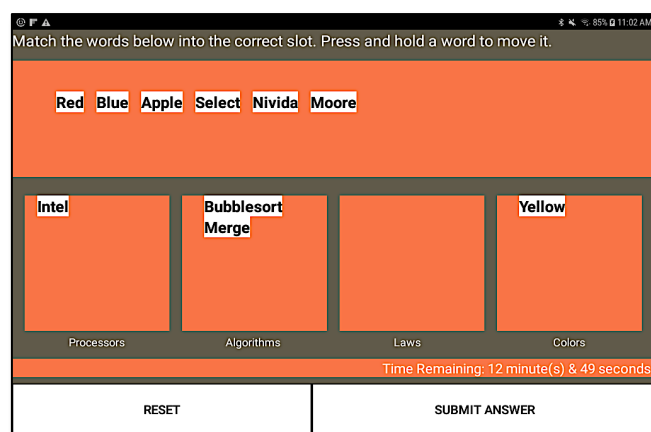 85% 11:02 AM
Match the words below into the correct slot. Press and hold a word to move it.
Red Blue Apple Select Nivida Moore
Intel Bubblesort Yellow
Merge
Processors Algorithms Laws Colors
Time Remaining: 12 minute(s) & 49 seconds
RESET SUBMIT ANSWER